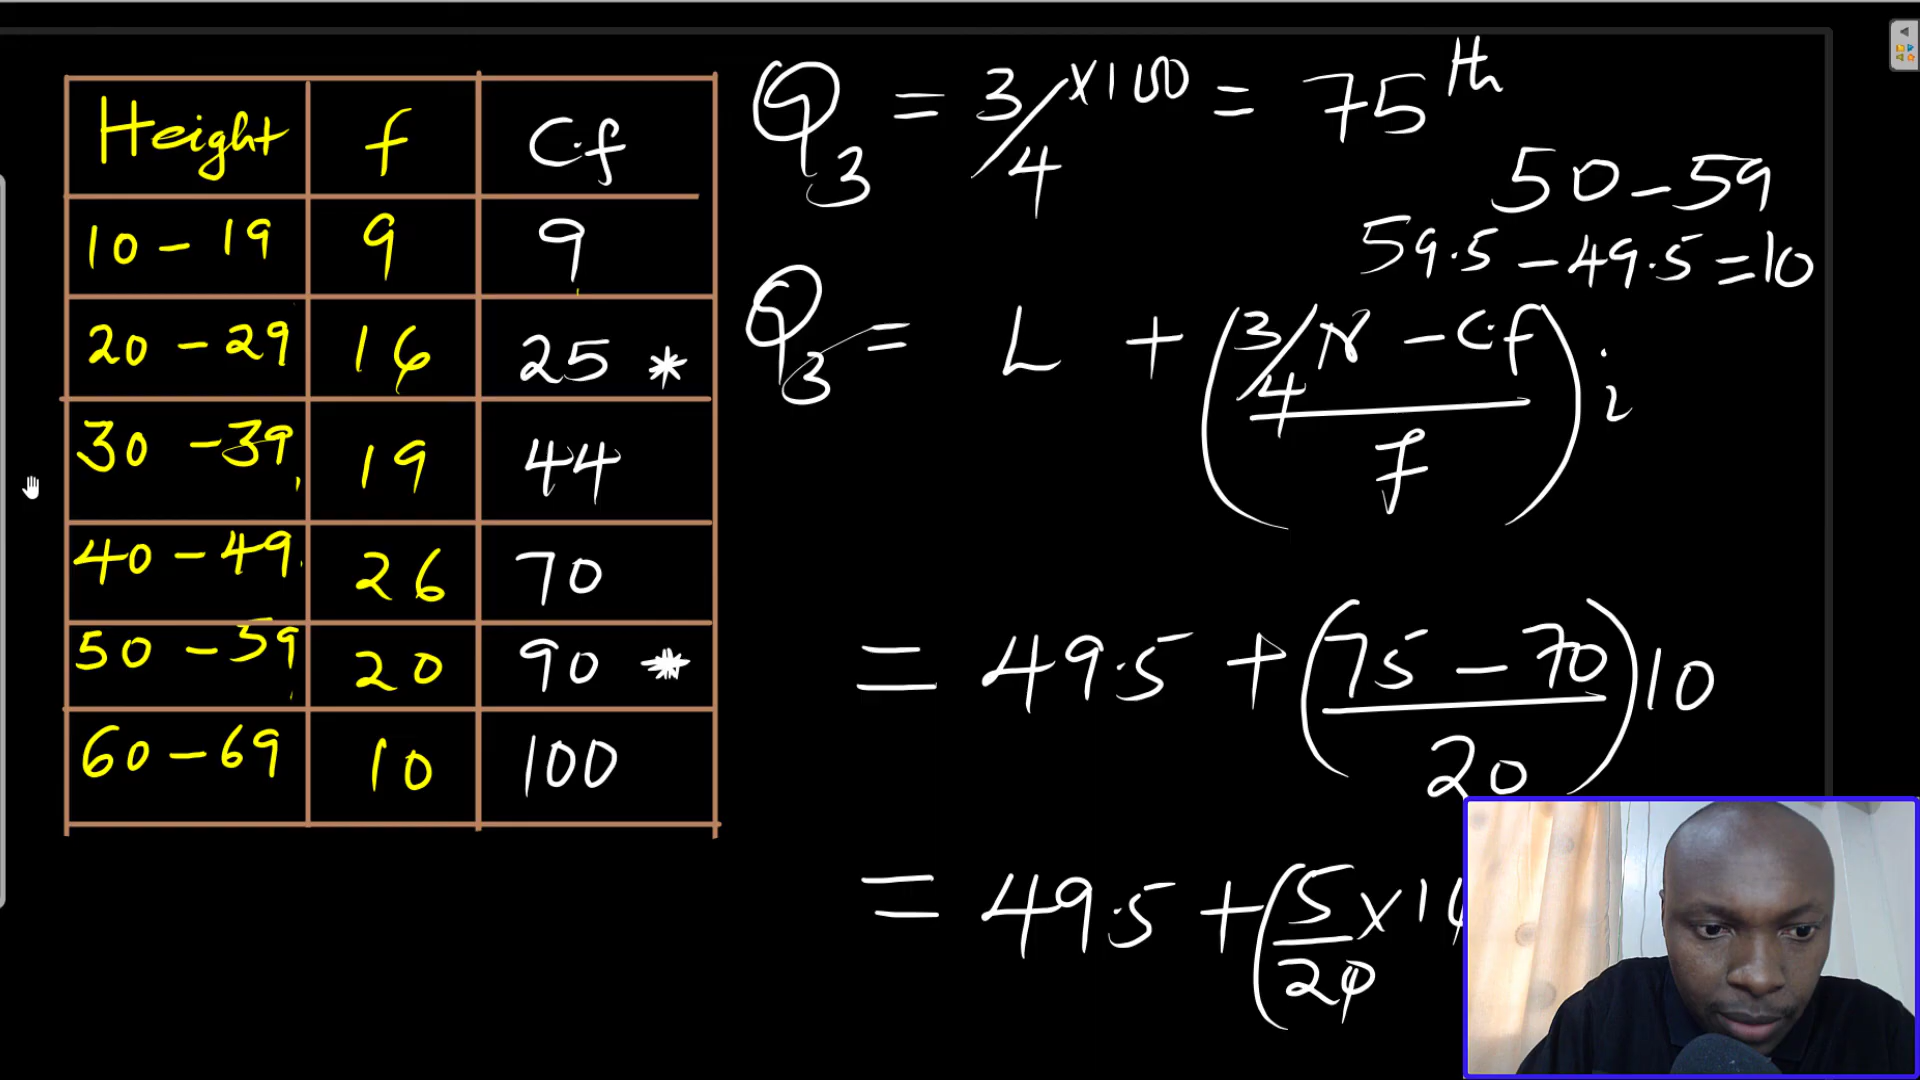 Height f C.f
10 - 19 9 9
20 - 29 16 25 *
30 - 39 19 44
40 - 49 26 70
50 - 59 20 90 *
60 - 69 10 100
Q3 = 3/4 x100 = 75th
50 - 59
59.5 - 49.5 = 10
Q3 = L + (3/4 N - C.f / f) i
= 49.5 + (75 - 70 / 20) 10
= 49.5 + (5/20 x 10